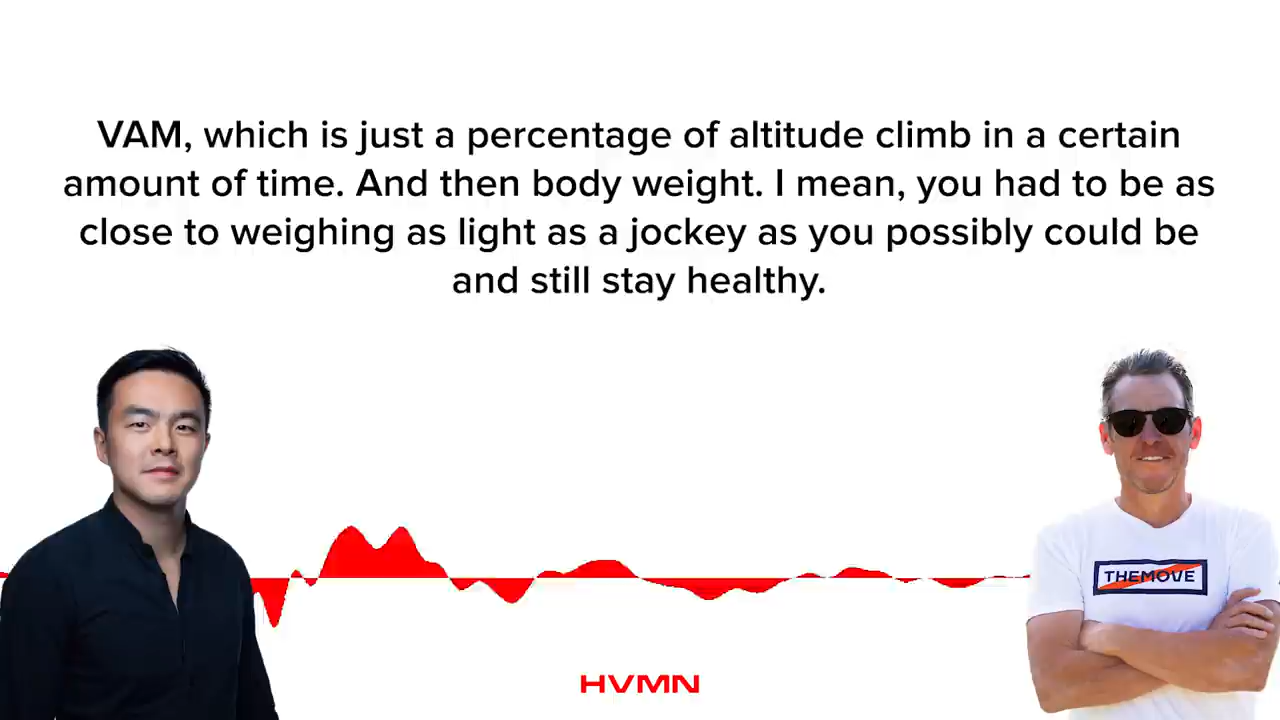 VAM, which is just a percentage of altitude climb in a certain
amount of time. And then body weight. I mean, you had to be as
close to weighing as light as a jockey as you possibly could be
and still stay healthy.
THEMOVE
HVMN